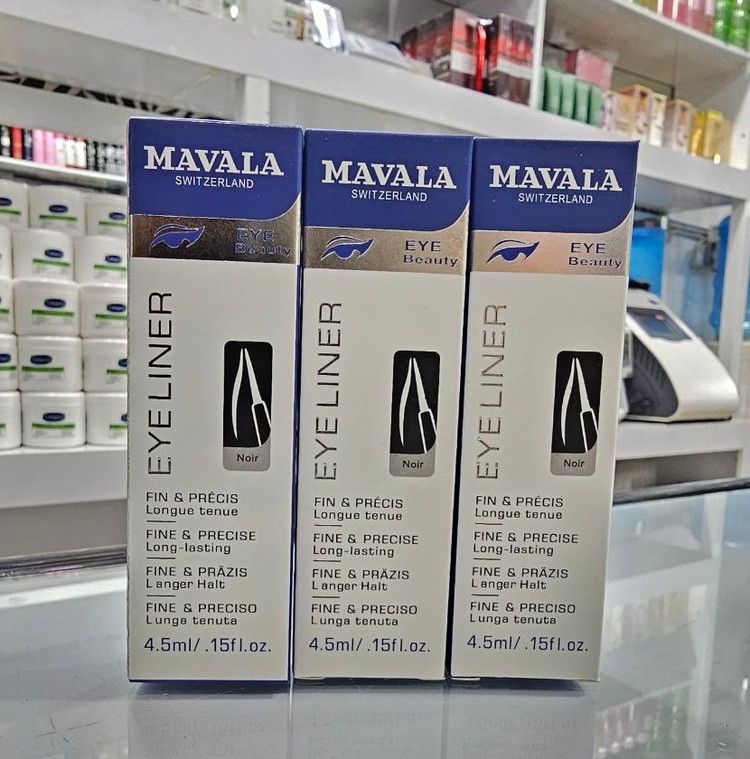 MAVALA
SWITZERLAND
EYE
Beauty
EYE LINER
Noir
FIN & PRÉCIS
Longue tenue
FINE & PRECISE
Long-lasting
FINE & PRÄZIS
Langer Halt
FINE & PRECISO
Lunga tenuta
4.5ml/ .15fl.oz.
MAVALA
SWITZERLAND
EYE
Beauty
EYE LINER
Noir
FIN & PRÉCIS
Longue tenue
FINE & PRECISE
Long-lasting
FINE & PRÄZIS
Langer Halt
FINE & PRECISO
Lunga tenuta
4.5ml/ .15fl.oz.
MAVALA
SWITZERLAND
EYE
Beauty
EYE LINER
Noir
FIN & PRÉCIS
Longue tenue
FINE & PRECISE
Long-lasting
FINE & PRÄZIS
Langer Halt
FINE & PRECISO
Lunga tenuta
4.5ml/ .15fl.oz.